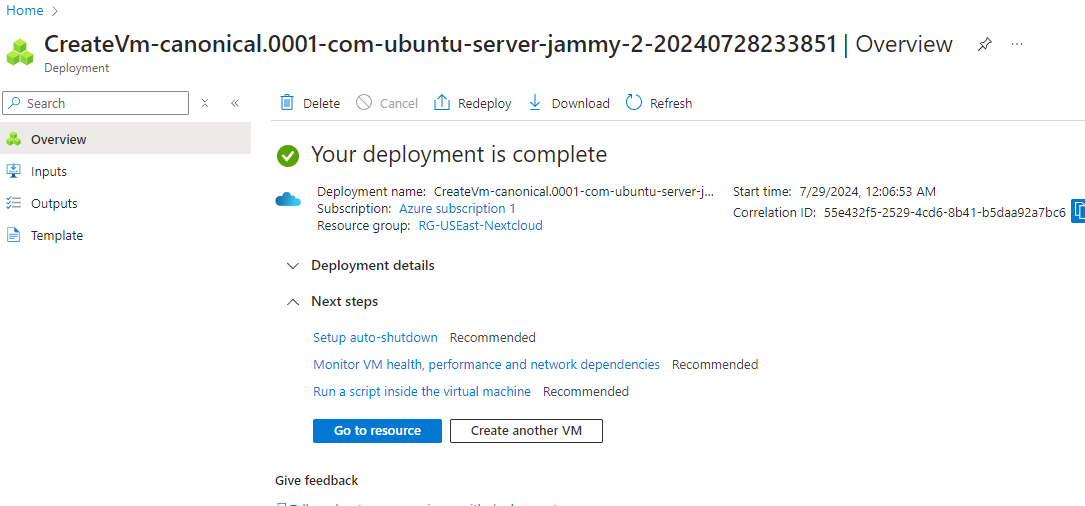 Home
CreateVm-canonical.0001-com-ubuntu-server-jammy-2-20240728233851 | Overview
Deployment
Search
Delete Cancel Redeploy Download Refresh
Overview
Inputs
Outputs
Template
Your deployment is complete
Deployment name: CreateVm-canonical.0001-com-ubuntu-server-j...
Subscription: Azure subscription 1
Resource group: RG-USEast-Nextcloud
Start time: 7/29/2024, 12:06:53 AM
Correlation ID: 55e432f5-2529-4cd6-8b41-b5daa92a7bc6
Deployment details
Next steps
Setup auto-shutdown Recommended
Monitor VM health, performance and network dependencies Recommended
Run a script inside the virtual machine Recommended
Go to resource Create another VM
Give feedback